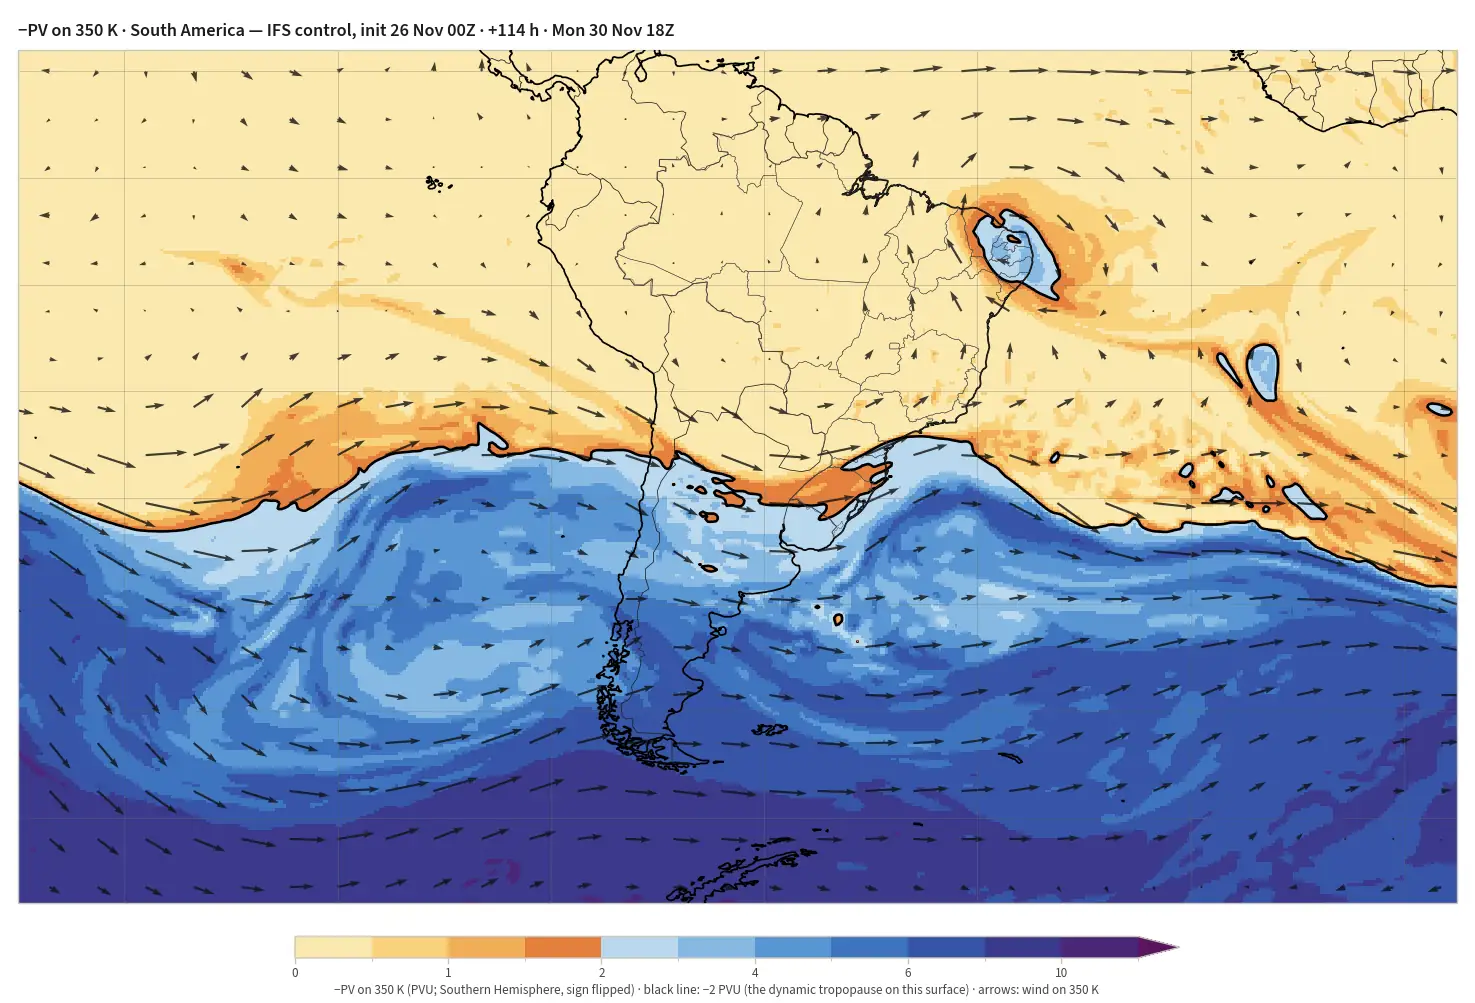 −PV on 350 K · South America — IFS control, init 26 Nov 00Z · +114 h · Mon 30 Nov 18Z
0 1 2 4 6 10
−PV on 350 K (PVU; Southern Hemisphere, sign flipped) · black line: −2 PVU (the dynamic tropopause on this surface) · arrows: wind on 350 K